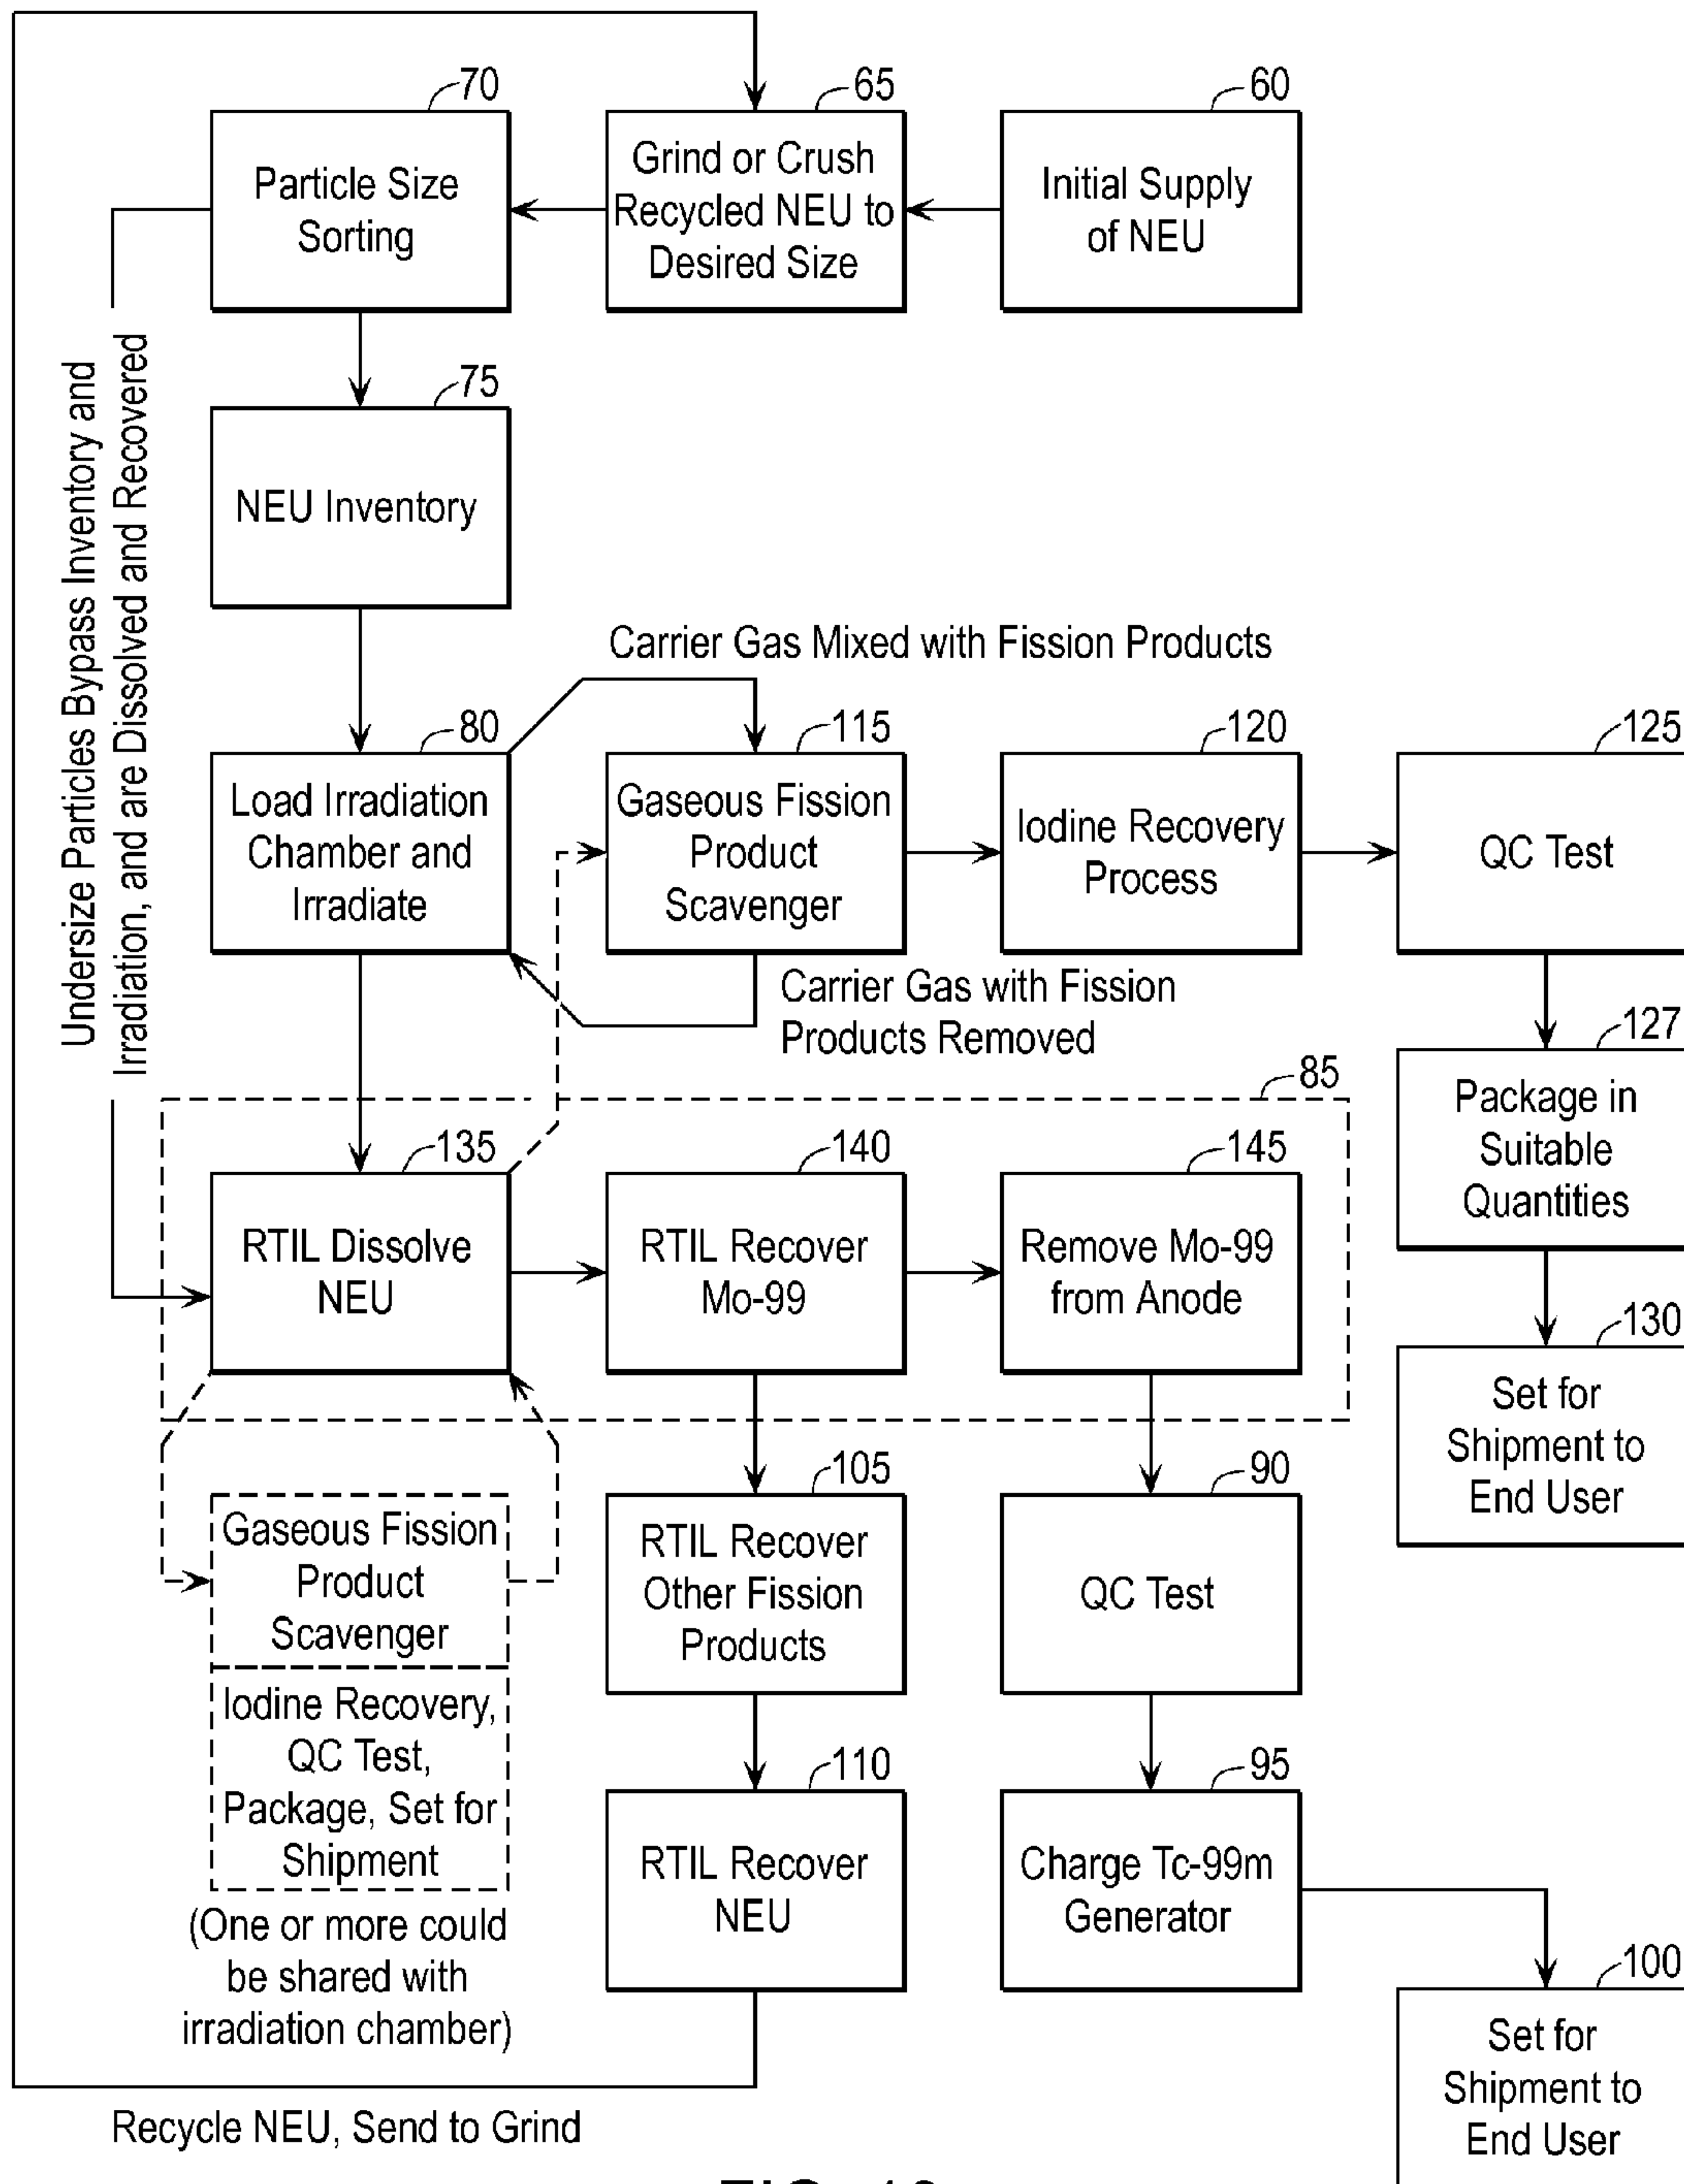 70
65
60
Particle Size
Sorting
Grind or Crush
Recycled NEU to
Desired Size
Initial Supply
of NEU
Undersize Particles Bypass Inventory and
Irradiation, and are Dissolved and Recovered
75
NEU Inventory
Carrier Gas Mixed with Fission Products
80
115
120
125
Load Irradiation
Chamber and
Irradiate
Gaseous Fission
Product
Scavenger
Iodine Recovery
Process
QC Test
Carrier Gas with Fission
Products Removed
127
Package in
Suitable
Quantities
85
135
140
145
RTIL Dissolve
NEU
RTIL Recover
Mo-99
Remove Mo-99
from Anode
130
Set for
Shipment to
End User
105
90
Gaseous Fission
Product
Scavenger
RTIL Recover
Other Fission
Products
QC Test
Iodine Recovery,
QC Test,
Package, Set for
Shipment
110
95
RTIL Recover
NEU
Charge Tc-99m
Generator
(One or more could
be shared with
irradiation chamber)
100
Set for
Shipment to
End User
Recycle NEU, Send to Grind